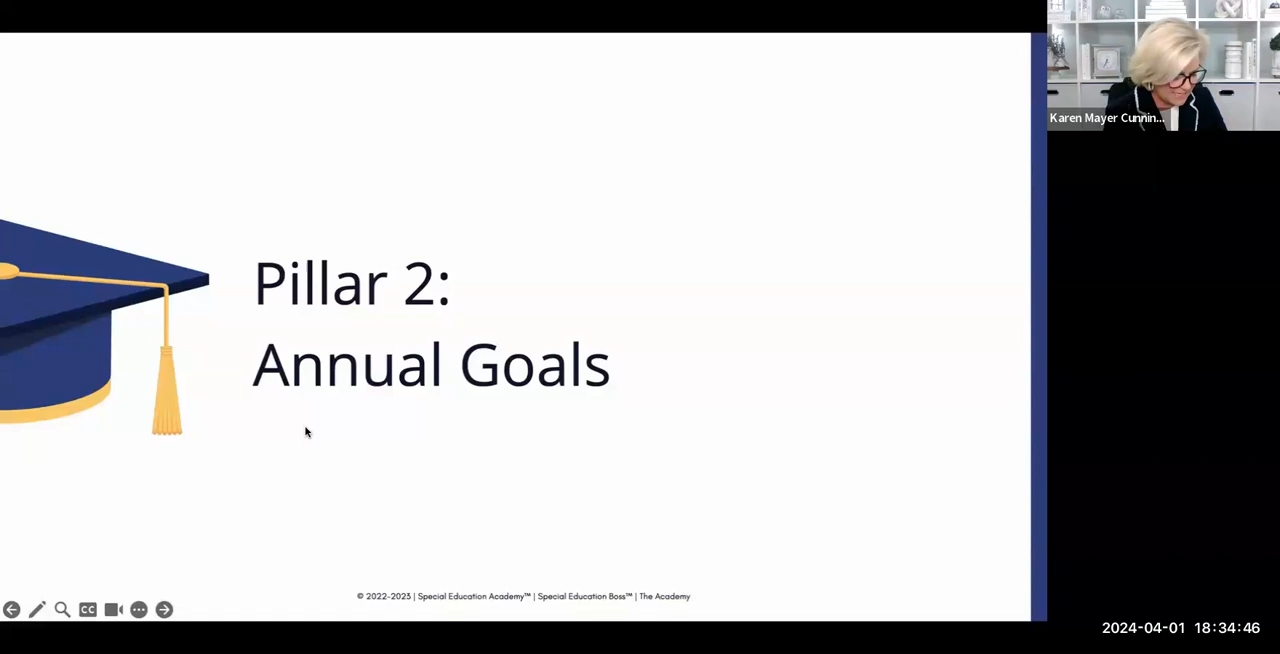 Karen Mayer Cunnin...
Pillar 2:
Annual Goals
© 2022-2023 | Special Education Academy™ | Special Education Boss™ | The Academy
CC
2024-04-01 18:34:46